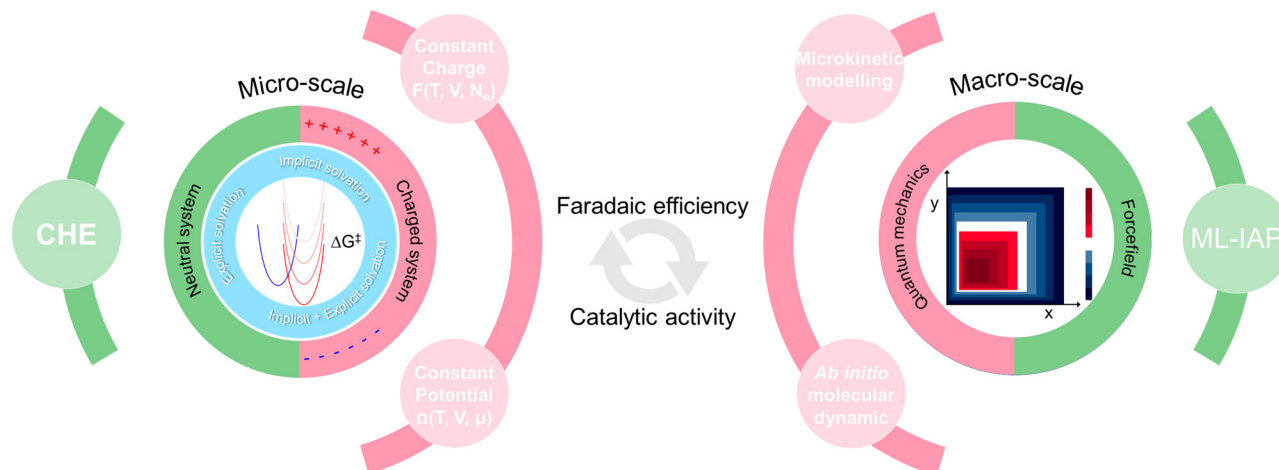 Constant
Charge
F(T, V, Nₑ)
Micro-scale
+ + + + + +
Implicit solvation
Explicit solvation
Implicit + Explicit solvation
Neutral system
Charged system
ΔG‡
- - - - - -
CHE
Constant
Potential
Ω(T, V, μ)
Faradaic efficiency
Catalytic activity
Microkinetic
modelling
Macro-scale
Quantum mechanics
Forcefield
y
x
Ab initio
molecular
dynamic
ML-IAP